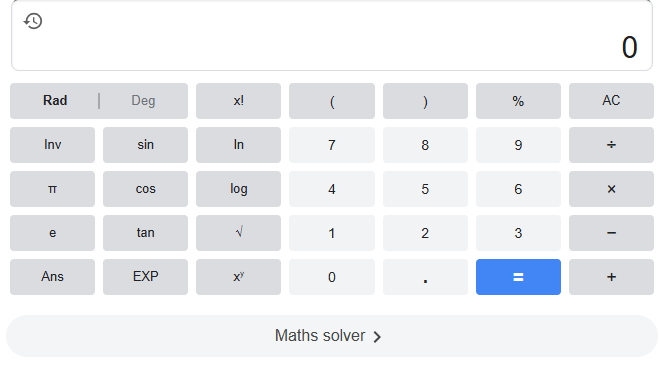 0
Rad | Deg x! ( ) % AC
Inv sin ln 7 8 9 ÷
π cos log 4 5 6 ×
e tan √ 1 2 3 −
Ans EXP xʸ 0 . = +
Maths solver